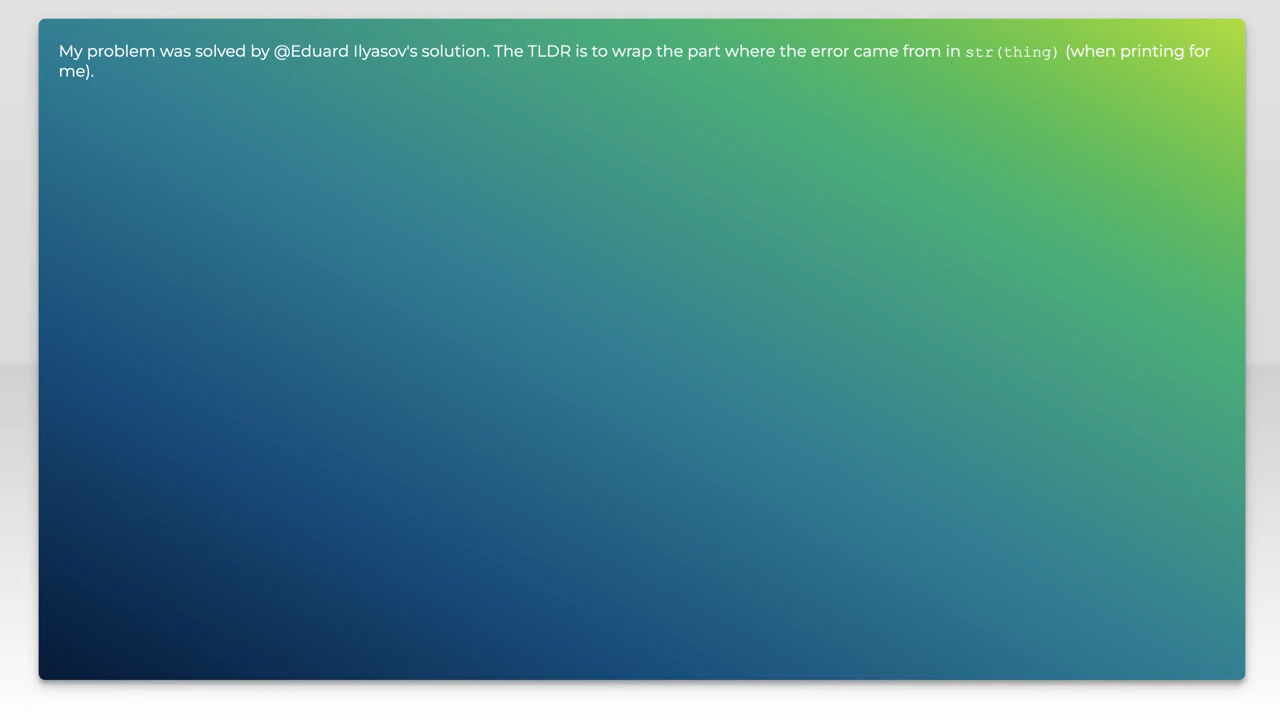 My problem was solved by @Eduard Ilyasov's solution. The TLDR is to wrap the part where the error came from in str(thing) (when printing for
me).